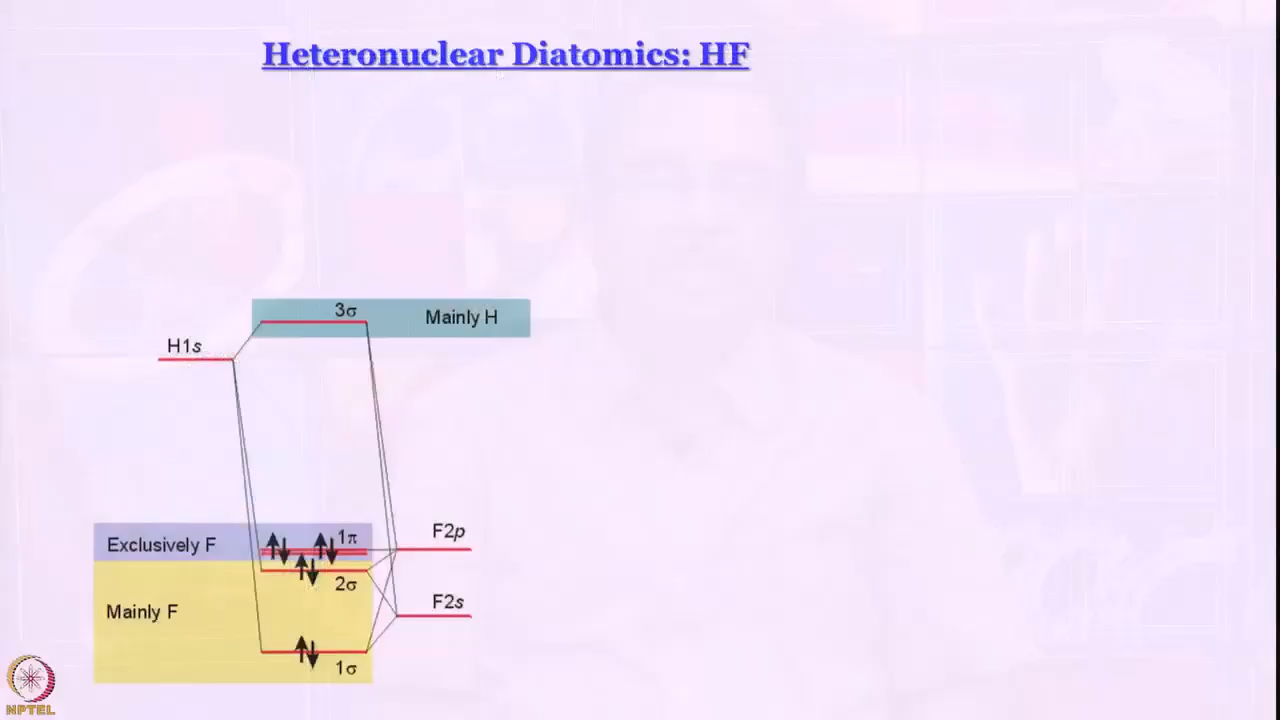 Heteronuclear Diatomics: HF
3σ
Mainly H
H1s
Exclusively F
1π
F2p
2σ
Mainly F
F2s
1σ
NPTEL